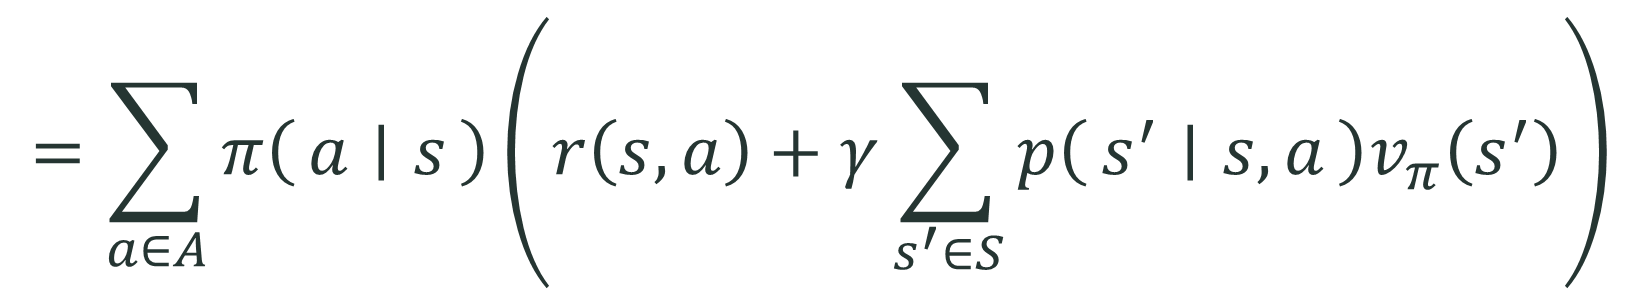 = ∑_{a∈A} π( a | s ) ( r(s, a) + γ ∑_{s′∈S} p( s′ | s, a )v_π(s′) )